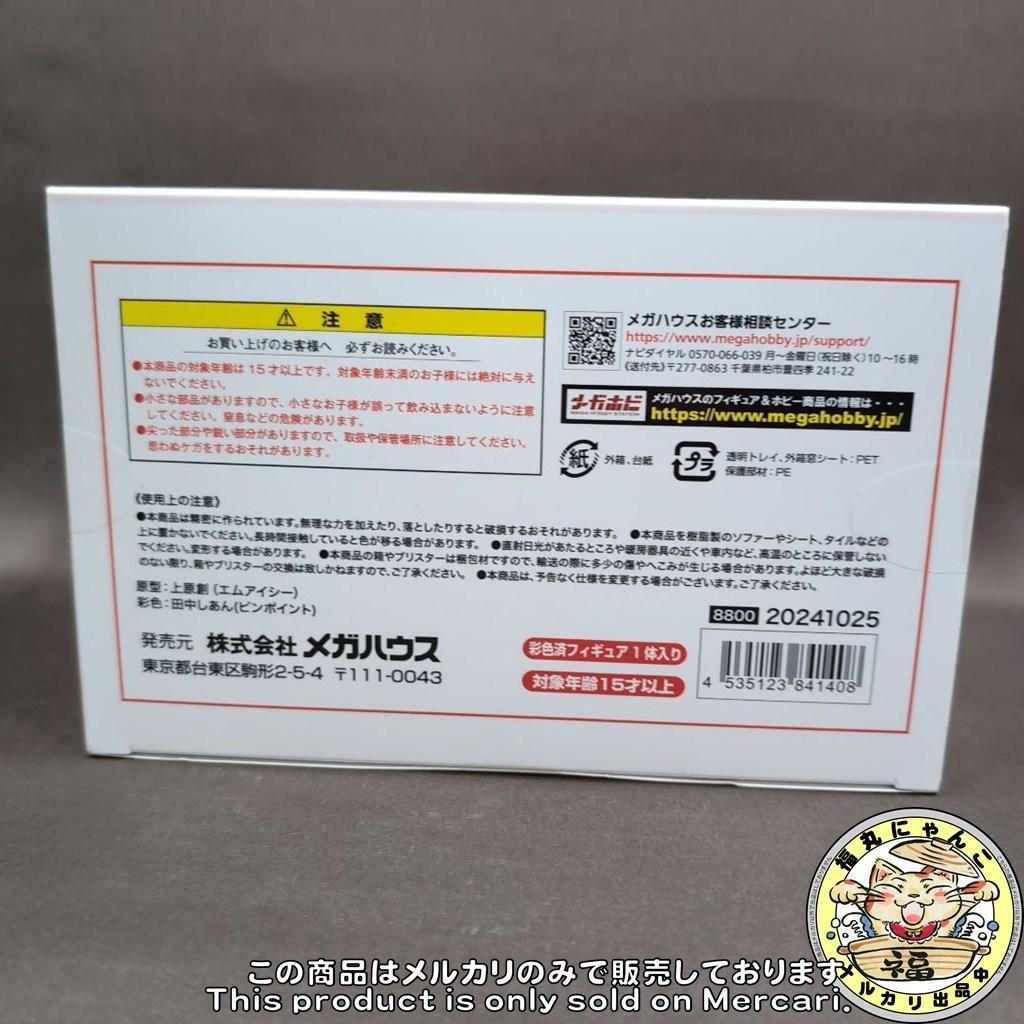 ⚠ 注意
お買い上げのお客様へ 必ずお読みください。
●本商品の対象年齢は15才以上です。対象年齢未満のお子様には絶対に与え
ないでください。
●小さな部品がありますので、小さなお子様が誤って飲み込まないように注意
してください。窒息などの危険があります。
●尖った部分や鋭い部分がありますので、取扱や保管場所に注意してください。
思わぬケガをするおそれがあります。
メガハウスお客様相談センター
https://www.megahobby.jp/support/
ナビダイヤル 0570-066-039 月〜金曜日(祝日除く)10〜16時
《送付先》〒277-0863 千葉県柏市豊四季 241-22
メガホビ
MEGA HOBBY STATION
メガハウスのフィギュア&ホビー商品の情報は・・・
https://www.megahobby.jp/
紙 外箱、台紙
プラ 透明トレイ、外箱窓シート:PET
保護部材:PE
《使用上の注意》
●本商品は精密に作られています。無理な力を加えたり、落としたりすると破損するおそれがあります。 ●本商品を樹脂製のソファーやシート、タイルなどの
上に置かないでください。長時間接触していると色が移る場合があります。 ●直射日光があたるところや暖房器具の近くや車内など、高温のところに保管しない
でください。変形する場合があります。 ●本商品の箱やブリスターは梱包材ですので、輸送の際に多少の傷やへこみが生じる場合があります。よほど大きな破損
のない限り、箱やブリスターの交換は致しかねますので、ご了承ください。 ●本商品は、予告なく仕様を変更する場合がございます。ご了承ください。
原型:上原創(エムアイシー)
彩色:田中しあん(ピンポイント)
発売元 株式会社 メガハウス
東京都台東区駒形2-5-4 〒111-0043
彩色済フィギュア1体入り
対象年齢15才以上
8800 20241025
4 535123 841408
福丸にゃんこ
福
メルカリ出品中
この商品はメルカリのみで販売しております
This product is only sold on Mercari.